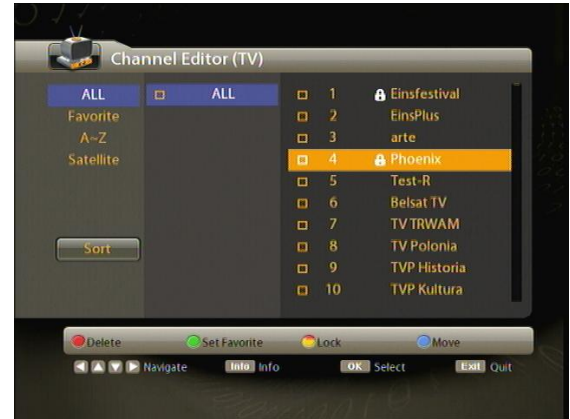 Channel Editor (TV)
ALL
Favorite
A~Z
Satellite
Sort
ALL
1 Einsfestival
2 EinsPlus
3 arte
4 Phoenix
5 Test-R
6 Belsat TV
7 TV TRWAM
8 TV Polonia
9 TVP Historia
10 TVP Kultura
Delete Set Favorite Lock Move
Navigate Info Info OK Select Exit Quit